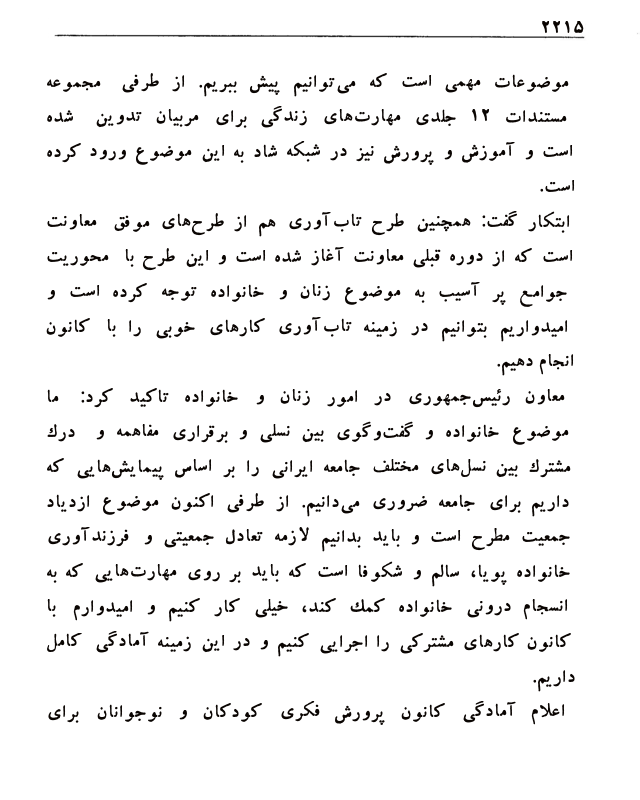 ۲۲۱۵
موضوعات مهمی است که می‌توانیم پیش ببریم. از طرفی مجموعه
مستندات ۱۲ جلدی مهارت‌های زندگی برای مربیان تدوین شده
است و آموزش و پرورش نیز در شبکه شاد به این موضوع ورود کرده
است.
ابتکار گفت: همچنین طرح تاب‌آوری هم از طرح‌های موفق معاونت
است که از دوره قبلی معاونت آغاز شده است و این طرح با محوریت
جوامع پر آسیب به موضوع زنان و خانواده توجه کرده است و
امیدواریم بتوانیم در زمینه تاب‌آوری کارهای خوبی را با کانون
انجام دهیم.
معاون رئیس‌جمهوری در امور زنان و خانواده تاکید کرد: ما
موضوع خانواده و گفت‌وگوی بین نسلی و برقراری مفاهمه و درك
مشترك بین نسل‌های مختلف جامعه ایرانی را بر اساس پیمایش‌هایی که
داریم برای جامعه ضروری می‌دانیم. از طرفی اکنون موضوع ازدیاد
جمعیت مطرح است و باید بدانیم لازمه تعادل جمعیتی و فرزندآوری
خانواده پویا، سالم و شکوفا است که باید بر روی مهارت‌هایی که به
انسجام درونی خانواده کمك کند، خیلی کار کنیم و امیدوارم با
کانون کارهای مشترکی را اجرایی کنیم و در این زمینه آمادگی کامل
داریم.
اعلام آمادگی کانون پرورش فکری کودکان و نوجوانان برای